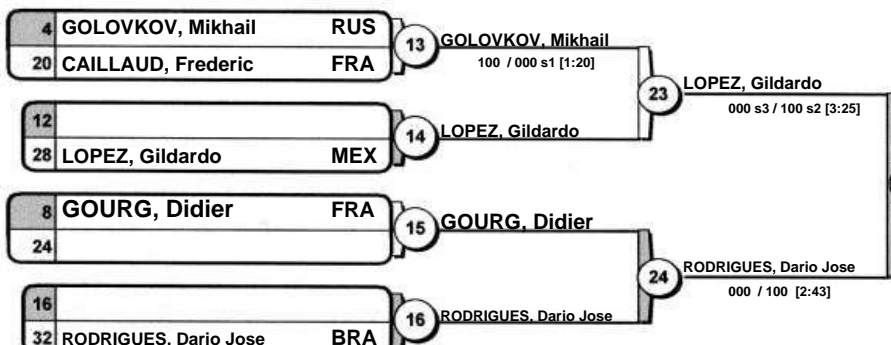 4 GOLOVKOV, Mikhail RUS
20 CAILLAUD, Frederic FRA
13
GOLOVKOV, Mikhail
100 / 000 s1 [1:20]
12
28 LOPEZ, Gildardo MEX
14
LOPEZ, Gildardo
23
LOPEZ, Gildardo
000 s3 / 100 s2 [3:25]
8 GOURG, Didier FRA
24
15
GOURG, Didier
16
32 RODRIGUES, Dario Jose BRA
16
RODRIGUES, Dario Jose
24
RODRIGUES, Dario Jose
000 / 100 [2:43]